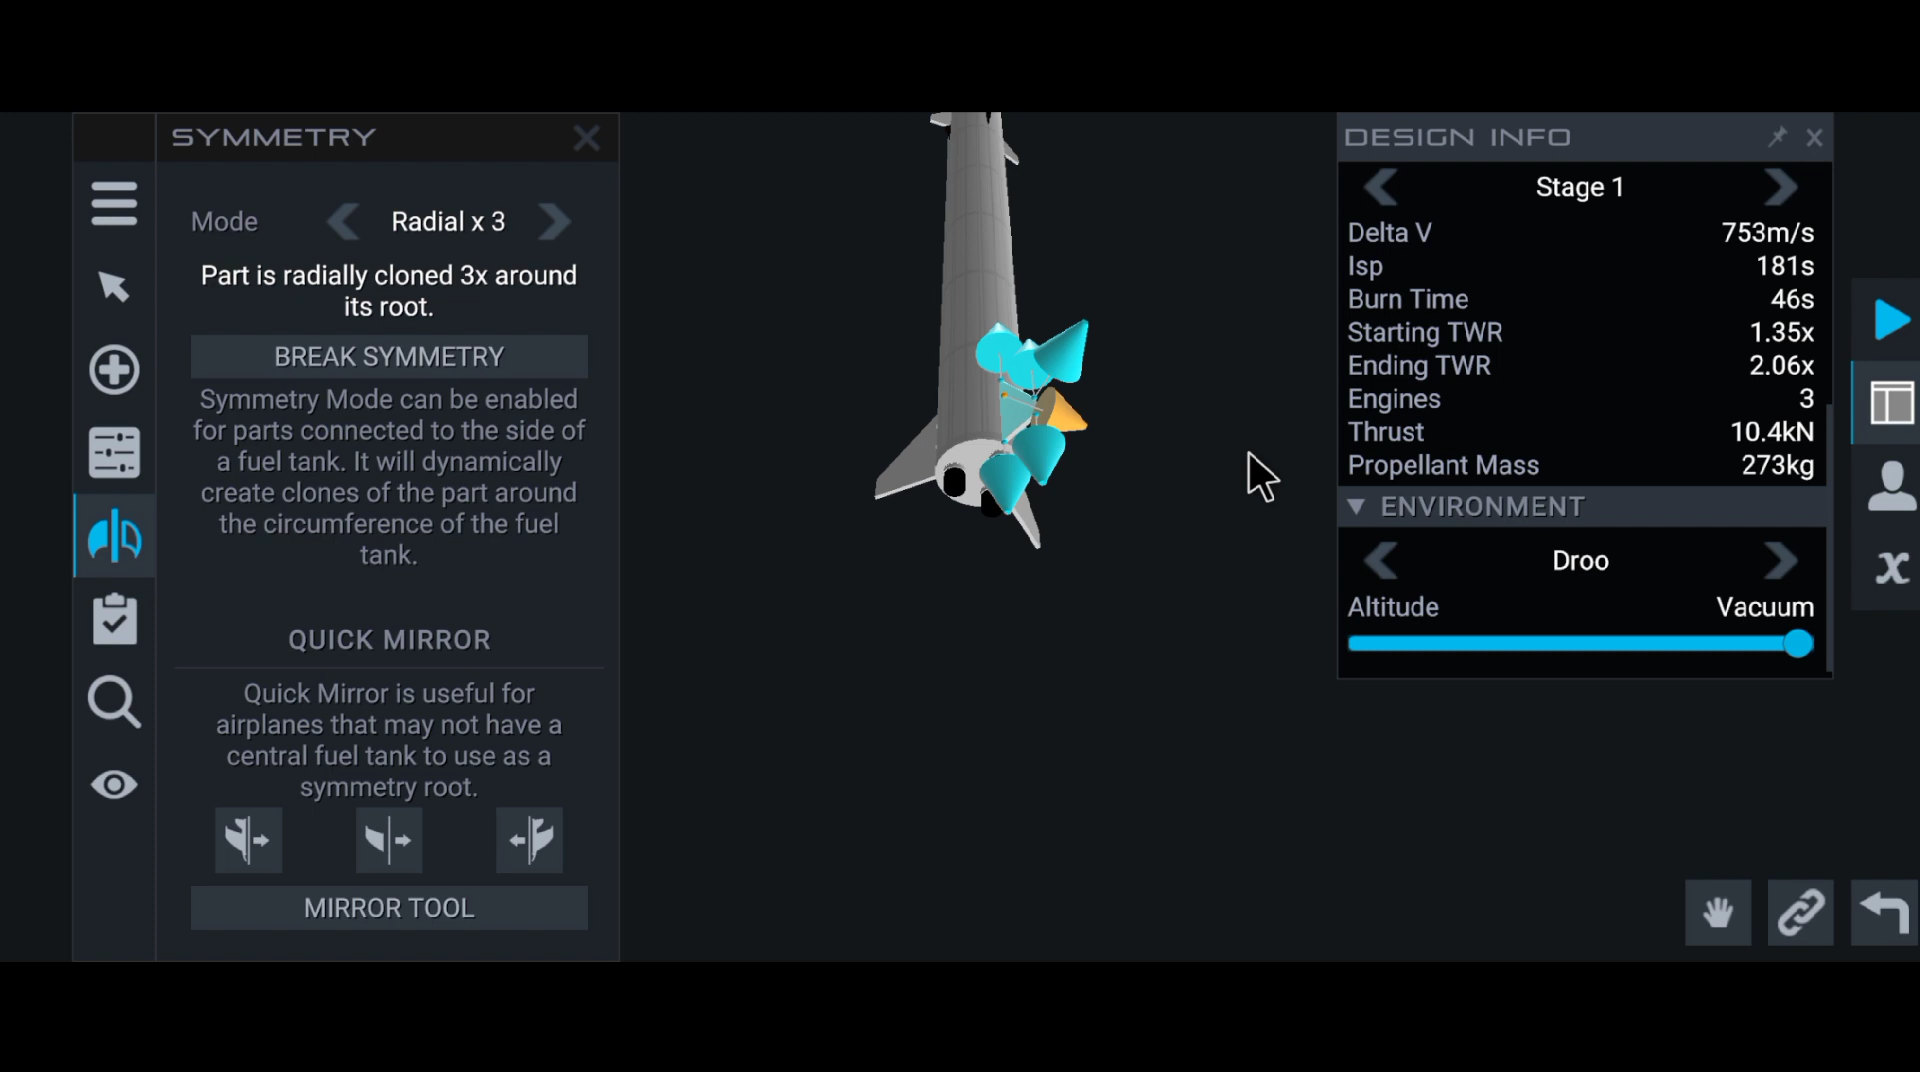 SYMMETRY
Mode
Radial x 3
Part is radially cloned 3x around
its root.
BREAK SYMMETRY
Symmetry Mode can be enabled
for parts connected to the side of
a fuel tank. It will dynamically
create clones of the part around
the circumference of the fuel
tank.
QUICK MIRROR
Quick Mirror is useful for
airplanes that may not have a
central fuel tank to use as a
symmetry root.
MIRROR TOOL
DESIGN INFO
Stage 1
Delta V 753m/s
Isp 181s
Burn Time 46s
Starting TWR 1.35x
Ending TWR 2.06x
Engines 3
Thrust 10.4kN
Propellant Mass 273kg
ENVIRONMENT
Droo
Altitude Vacuum
x